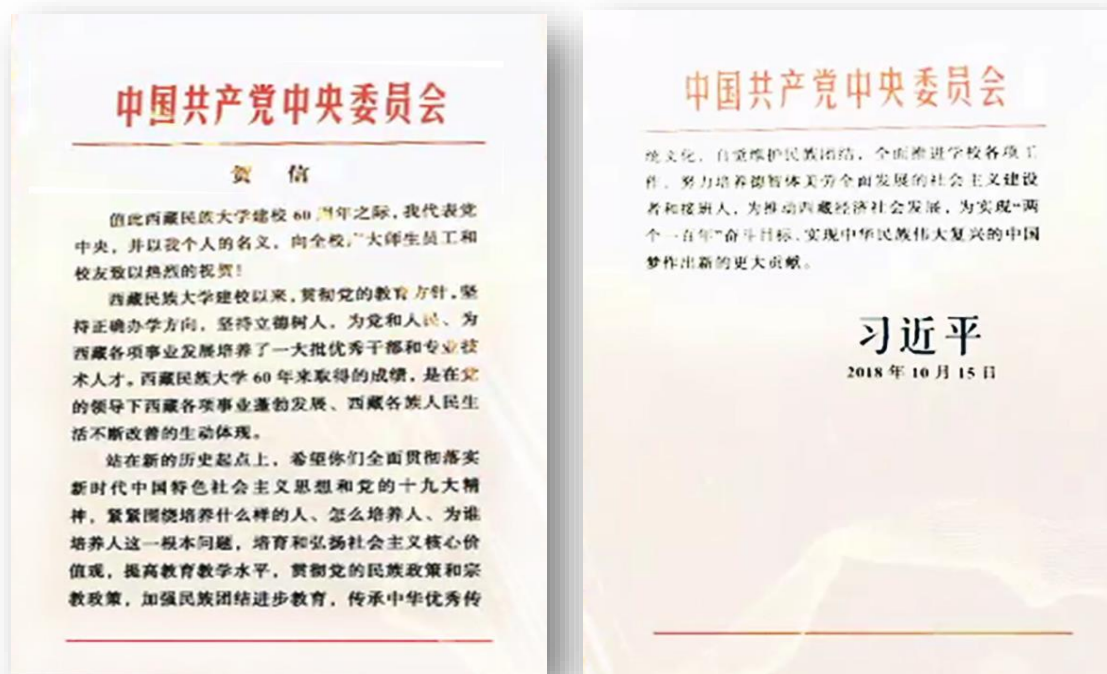 中国共产党中央委员会
贺 信
值此西藏民族大学建校60周年之际，我代表党
中央，并以我个人的名义，向全校广大师生员工和
校友致以热烈的祝贺！
西藏民族大学建校以来，贯彻党的教育方针，坚
持正确办学方向，坚持立德树人，为党和人民、为
西藏各项事业发展培养了一大批优秀干部和专业技
术人才。西藏民族大学60年来取得的成绩，是在党
的领导下西藏各项事业蓬勃发展、西藏各族人民生
活不断改善的生动体现。
站在新的历史起点上，希望你们全面贯彻落实
新时代中国特色社会主义思想和党的十九大精
神，紧紧围绕培养什么样的人、怎么培养人、为谁
培养人这一根本问题，培育和弘扬社会主义核心价
值观，提高教育教学水平，贯彻党的民族政策和宗
教政策，加强民族团结进步教育，传承中华优秀传
中国共产党中央委员会
统文化，自觉维护民族团结，全面推进学校各项工
作，努力培养德智体美劳全面发展的社会主义建设
者和接班人，为推动西藏经济社会发展，为实现“两
个一百年”奋斗目标、实现中华民族伟大复兴的中国
梦作出新的更大贡献。
习近平
2018年10月15日